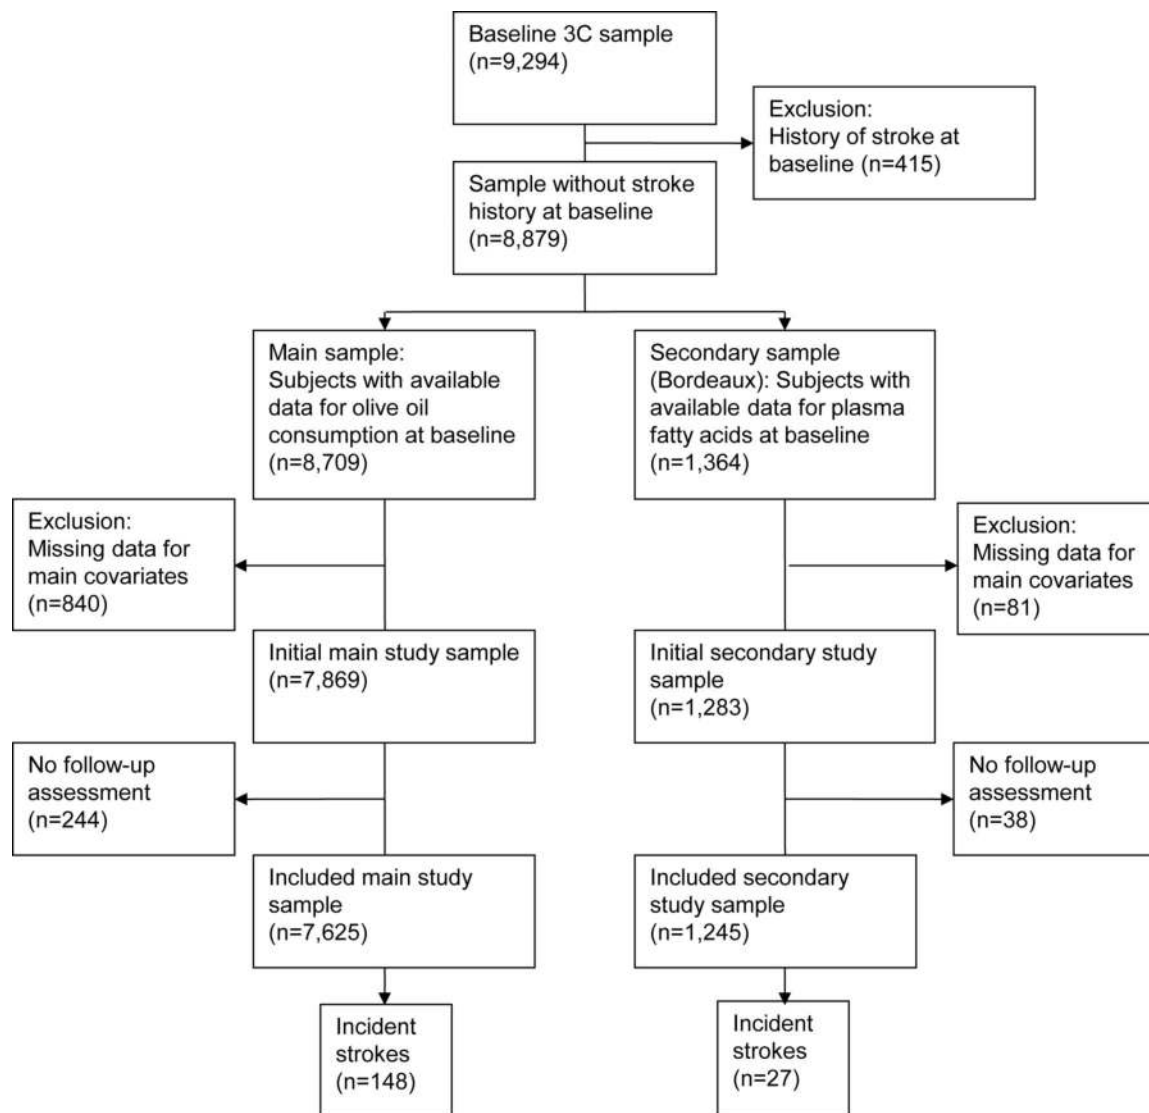 Baseline 3C sample
(n=9,294)
Exclusion:
History of stroke at
baseline (n=415)
Sample without stroke
history at baseline
(n=8,879)
Main sample:
Subjects with available
data for olive oil
consumption at baseline
(n=8,709)
Secondary sample
(Bordeaux): Subjects with
available data for plasma
fatty acids at baseline
(n=1,364)
Exclusion:
Missing data for
main covariates
(n=840)
Exclusion:
Missing data for
main covariates
(n=81)
Initial main study sample
(n=7,869)
Initial secondary study
sample
(n=1,283)
No follow-up
assessment
(n=244)
No follow-up
assessment
(n=38)
Included main study
sample
(n=7,625)
Included secondary
study sample
(n=1,245)
Incident
strokes
(n=148)
Incident
strokes
(n=27)